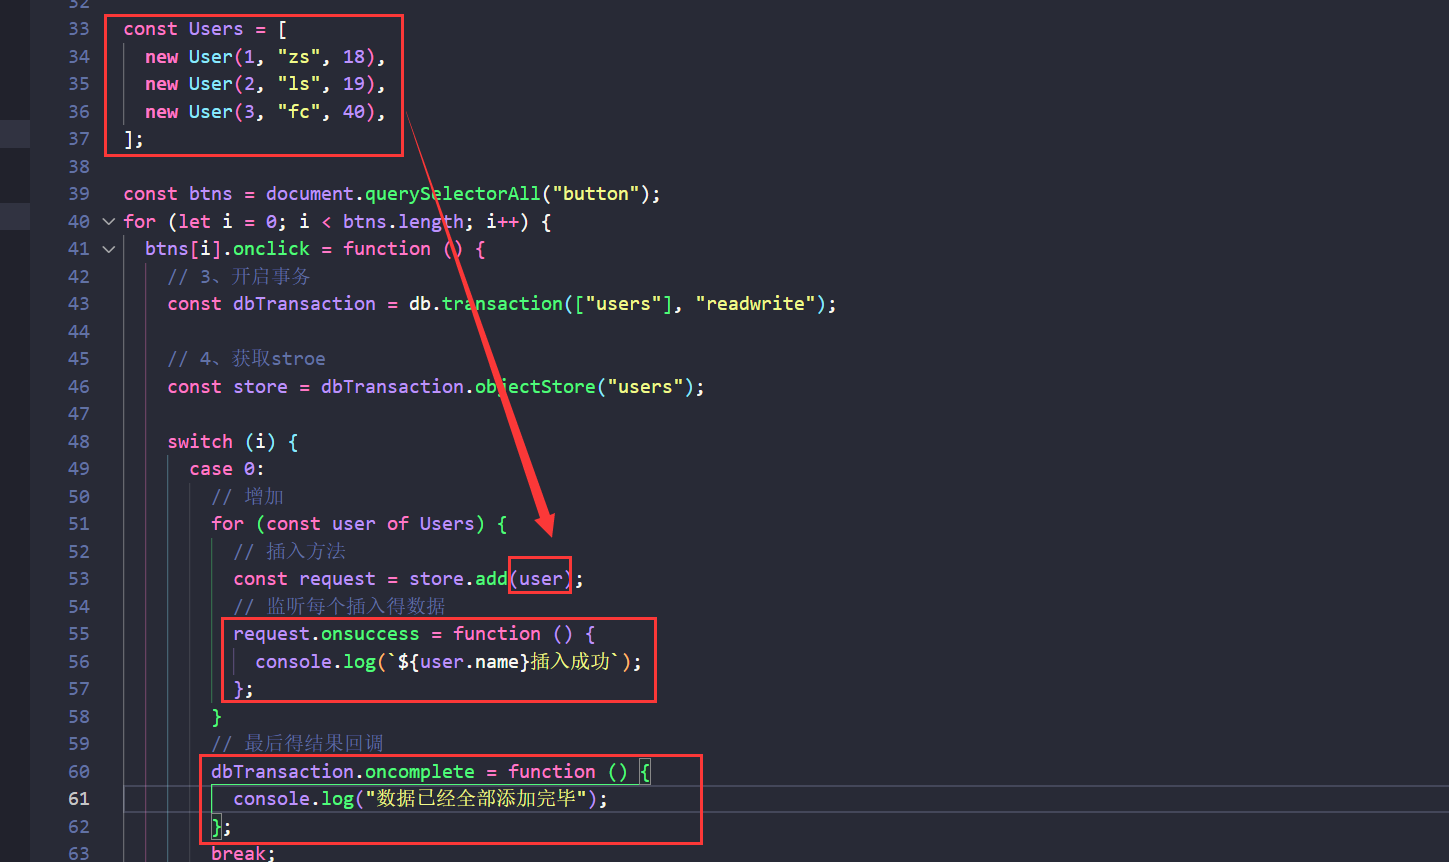 32
33 const Users = [
34 new User(1, "zs", 18),
35 new User(2, "ls", 19),
36 new User(3, "fc", 40),
37 ];
38
39 const btns = document.querySelectorAll("button");
40 for (let i = 0; i < btns.length; i++) {
41 btns[i].onclick = function () {
42 // 3、开启事务
43 const dbTransaction = db.transaction(["users"], "readwrite");
44
45 // 4、获取stroe
46 const store = dbTransaction.objectStore("users");
47
48 switch (i) {
49 case 0:
50 // 增加
51 for (const user of Users) {
52 // 插入方法
53 const request = store.add(user);
54 // 监听每个插入得数据
55 request.onsuccess = function () {
56 console.log(`${user.name}插入成功`);
57 };
58 }
59 // 最后得结果回调
60 dbTransaction.oncomplete = function () {
61 console.log("数据已经全部添加完毕");
62 };
63 break;